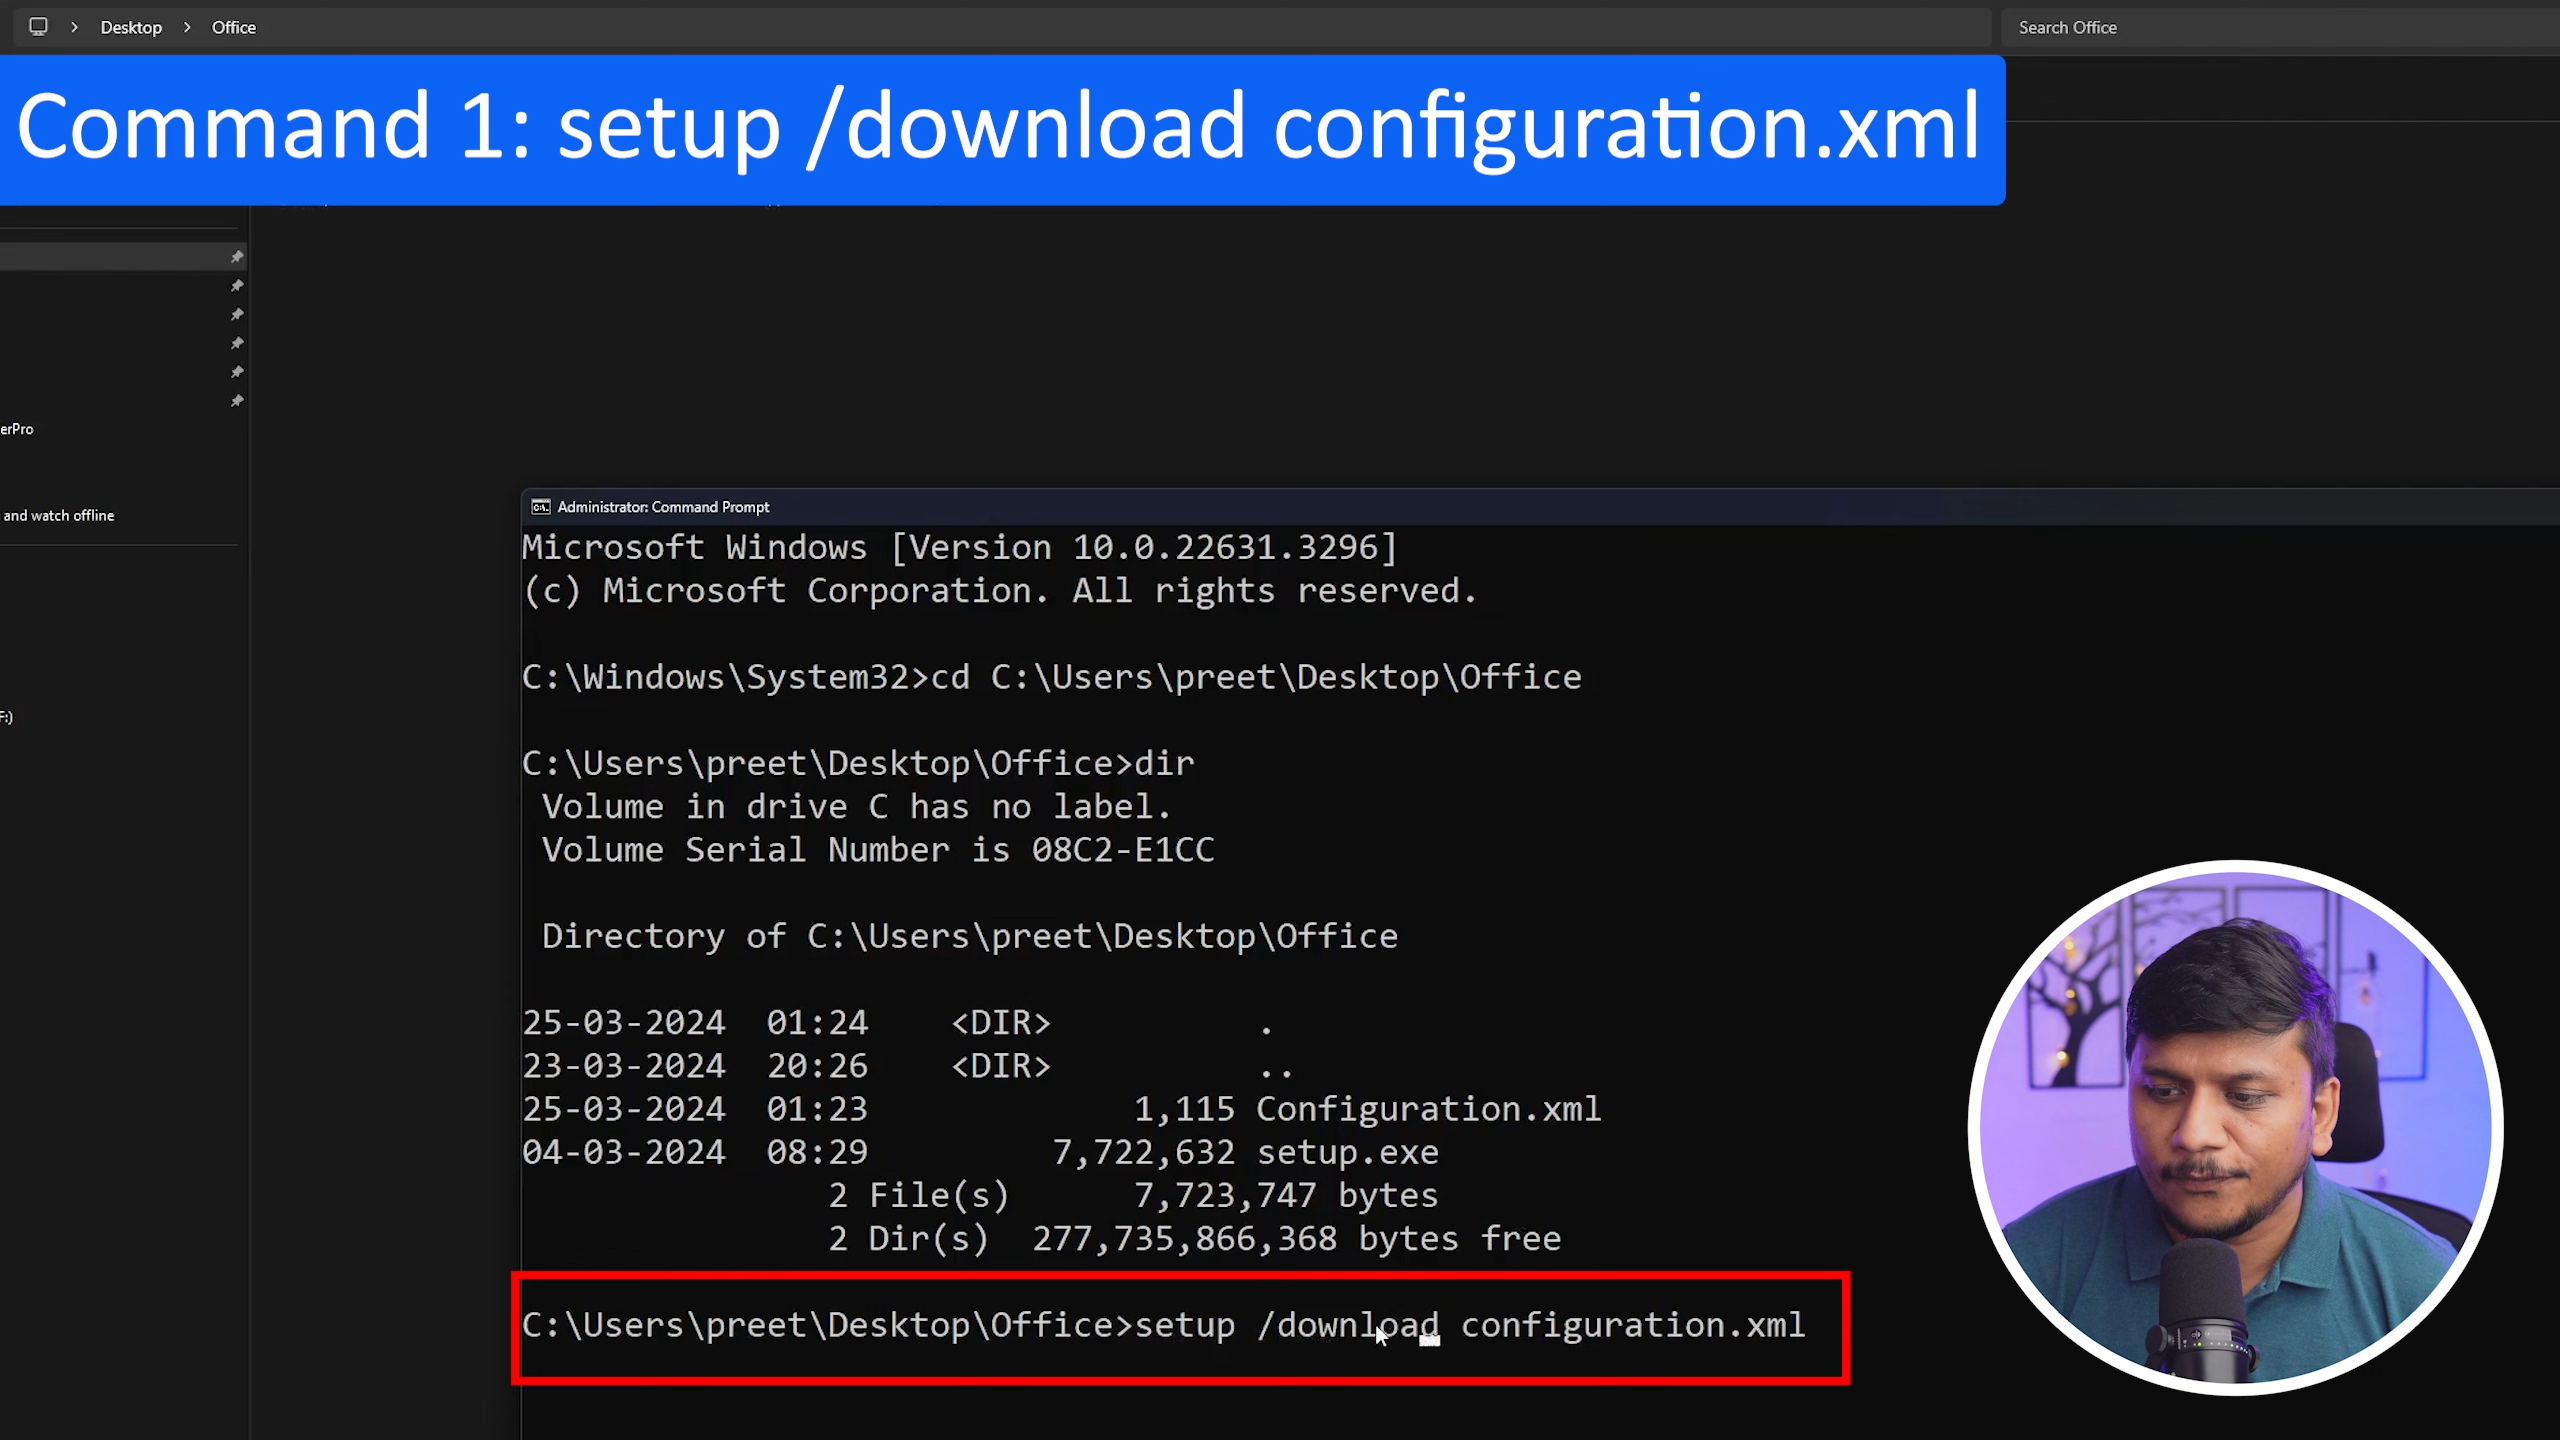 Desktop > Office
Search Office
Command 1: setup /download configuration.xml
erPro
and watch offline
F:)
Administrator: Command Prompt
Microsoft Windows [Version 10.0.22631.3296]
(c) Microsoft Corporation. All rights reserved.
C:\Windows\System32>cd C:\Users\preet\Desktop\Office
C:\Users\preet\Desktop\Office>dir
Volume in drive C has no label.
Volume Serial Number is 08C2-E1CC
Directory of C:\Users\preet\Desktop\Office
25-03-2024  01:24    <DIR>          .
23-03-2024  20:26    <DIR>          ..
25-03-2024  01:23             1,115 Configuration.xml
04-03-2024  08:29         7,722,632 setup.exe
2 File(s)      7,723,747 bytes
2 Dir(s)  277,735,866,368 bytes free
C:\Users\preet\Desktop\Office>setup /download configuration.xml